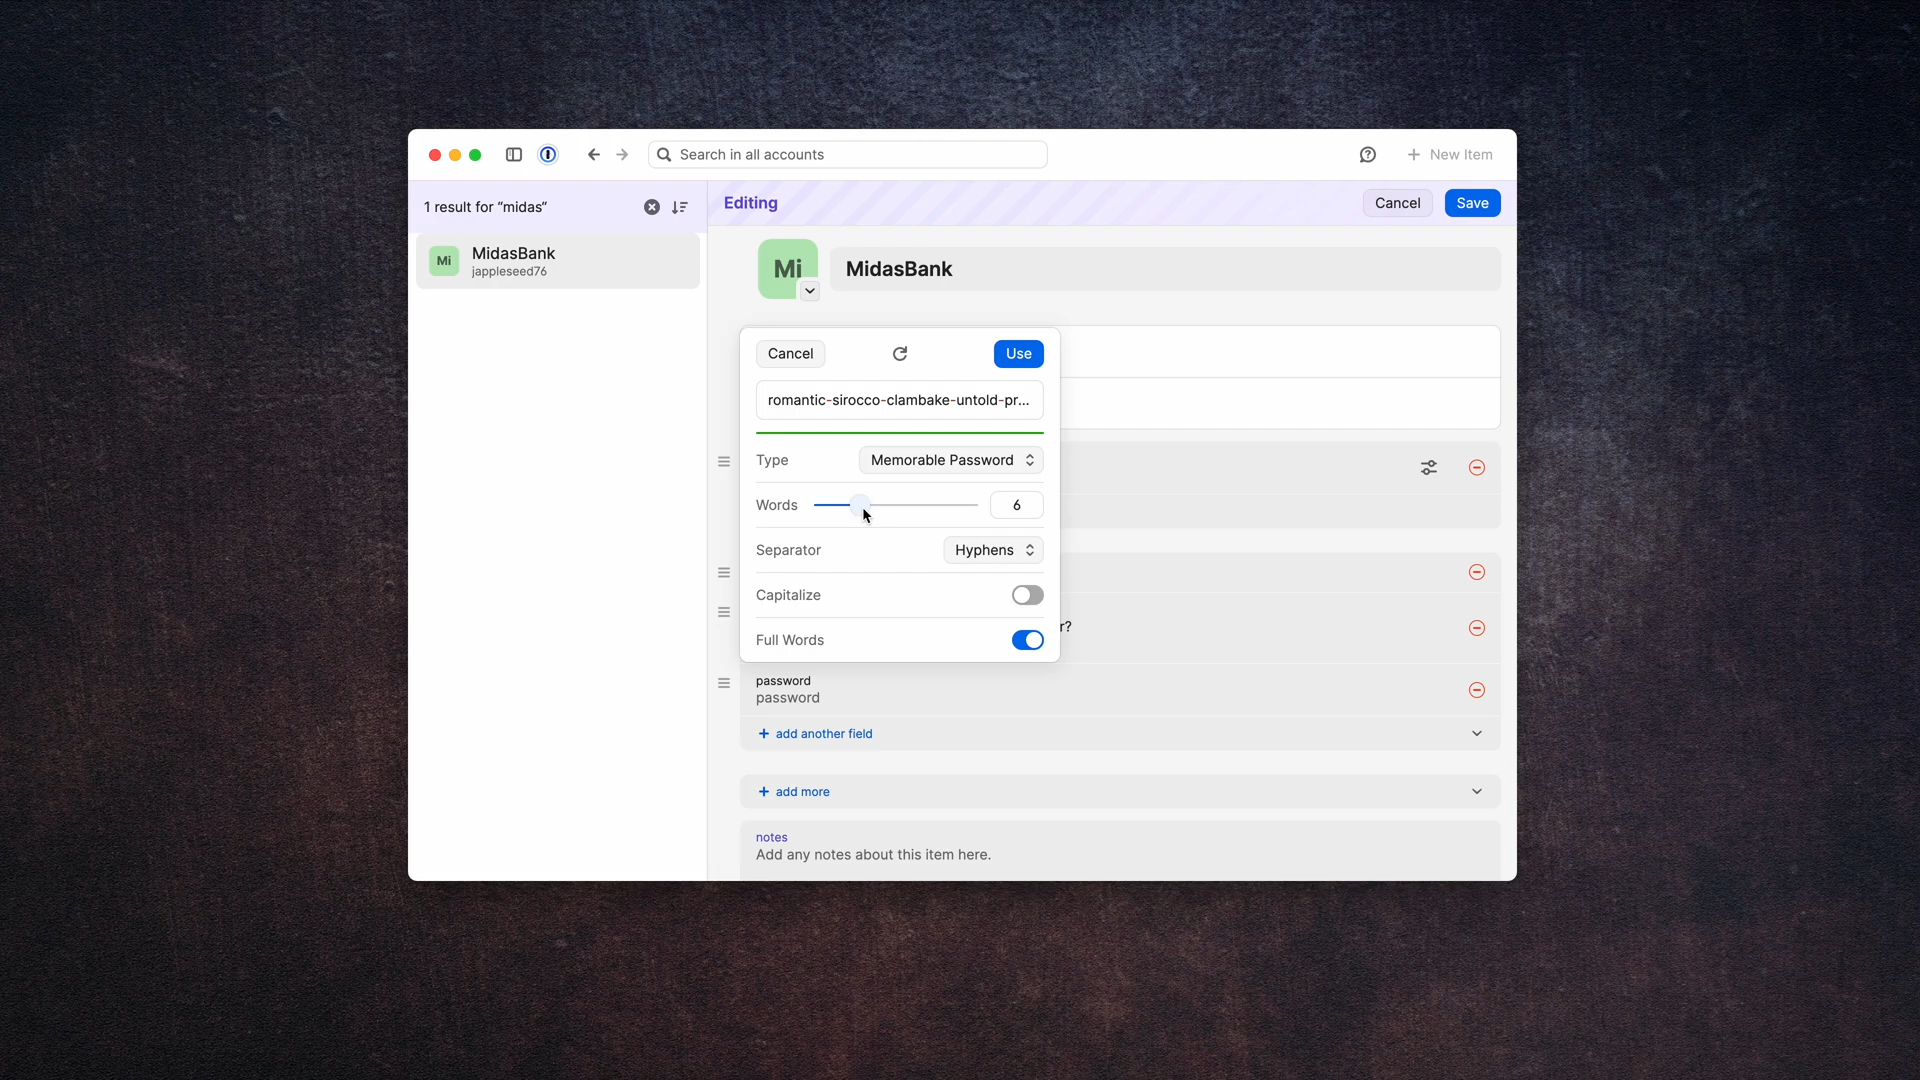 Search in all accounts
New Item
1 result for “midas“
Editing
Cancel
Save
Mi
MidasBank
jappleseed76
Mi
MidasBank
Cancel
Use
romantic-sirocco-clambake-untold-pr...
Type
Memorable Password
Words
6
Separator
Hyphens
Capitalize
r?
Full Words
password
password
+ add another field
+ add more
notes
Add any notes about this item here.